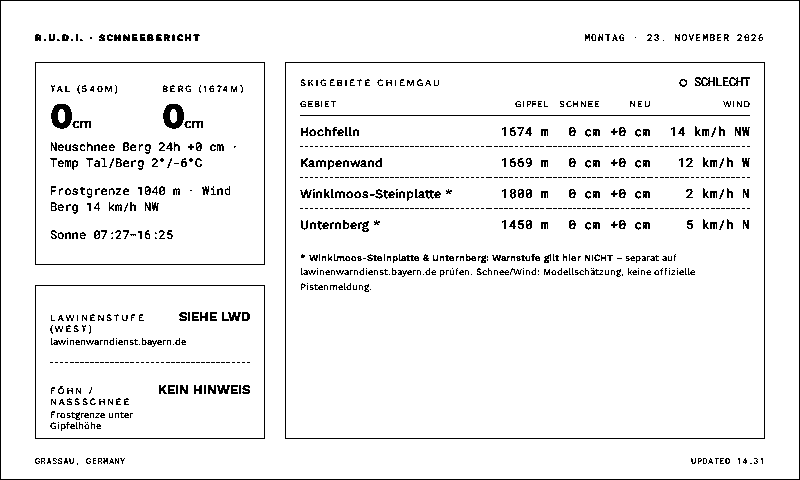 R.U.D.I. · SCHNEEBERICHT
MONTAG · 23. NOVEMBER 2026
TAL (540M) BERG (1674M)
0cm 0cm
Neuschnee Berg 24h +0 cm ·
Temp Tal/Berg 2°/-6°C
Frostgrenze 1040 m · Wind
Berg 14 km/h NW
Sonne 07:27–16:25
LAWINENSTUFE (WEST) SIEHE LWD
lawinenwarndienst.bayern.de
FÖHN / NASSSCHNEE KEIN HINWEIS
Frostgrenze unter
Gipfelhöhe
SKIGEBIETE CHIEMGAU SCHLECHT
GEBIET GIPFEL SCHNEE NEU WIND
Hochfelln 1674 m 0 cm +0 cm 14 km/h NW
Kampenwand 1669 m 0 cm +0 cm 12 km/h W
Winklmoos-Steinplatte * 1800 m 0 cm +0 cm 2 km/h N
Unternberg * 1450 m 0 cm +0 cm 5 km/h N
* Winklmoos-Steinplatte & Unternberg: Warnstufe gilt hier NICHT – separat auf
lawinenwarndienst.bayern.de prüfen. Schnee/Wind: Modellschätzung, keine offizielle
Pistenmeldung.
GRASSAU, GERMANY
UPDATED 14.31